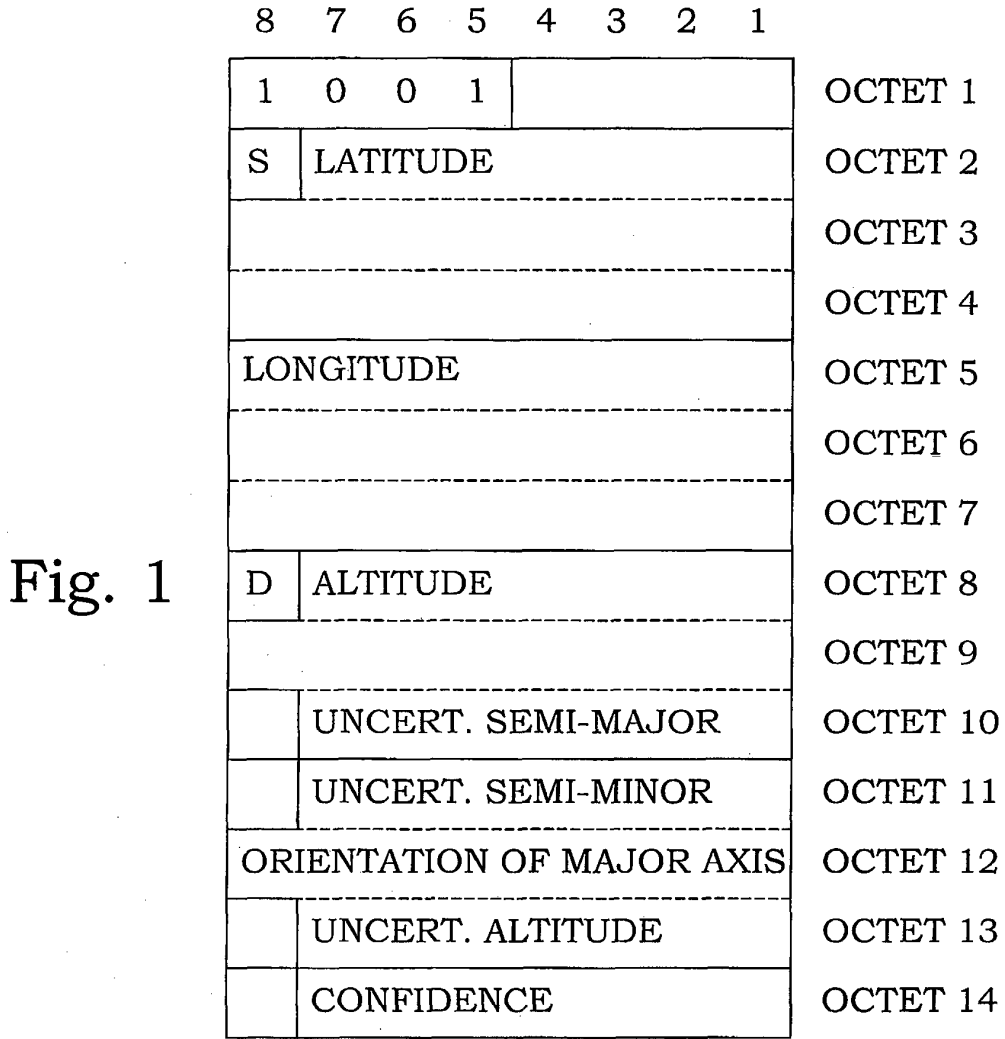 8 7 6 5 4 3 2 1
1 0 0 1 OCTET 1
S LATITUDE OCTET 2
OCTET 3
OCTET 4
LONGITUDE OCTET 5
OCTET 6
OCTET 7
Fig. 1 D ALTITUDE OCTET 8
OCTET 9
UNCERT. SEMI-MAJOR OCTET 10
UNCERT. SEMI-MINOR OCTET 11
ORIENTATION OF MAJOR AXIS OCTET 12
UNCERT. ALTITUDE OCTET 13
CONFIDENCE OCTET 14